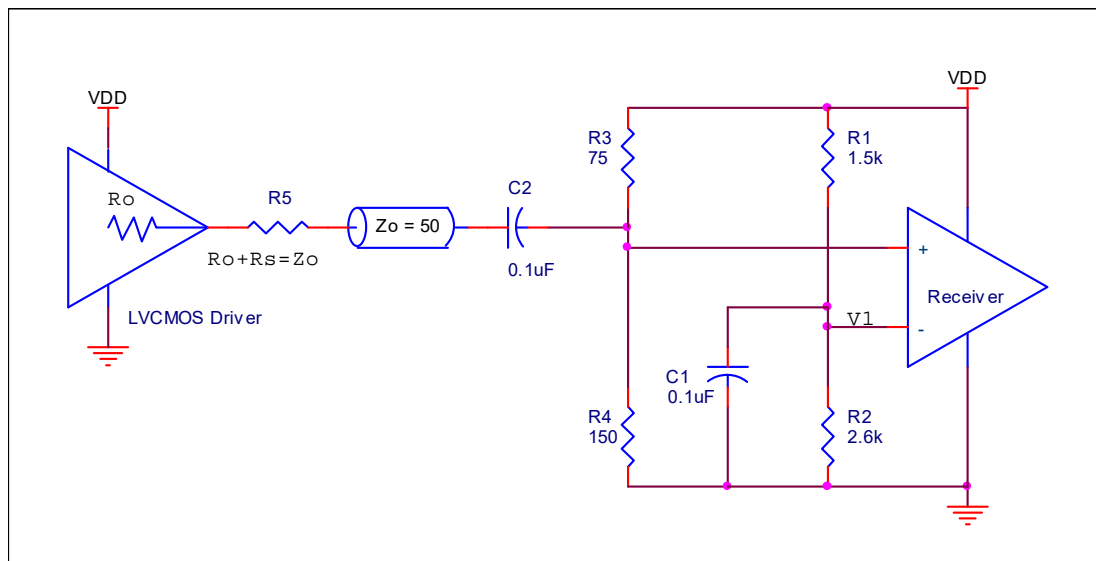 VDD
VDD
R3
75
R1
1.5k
Ro
R5
C2
Zo = 50
+
Ro+Rs=Zo
0.1uF
Receiver
LVCMOS Driver
V1
-
C1
0.1uF
R4
150
R2
2.6k